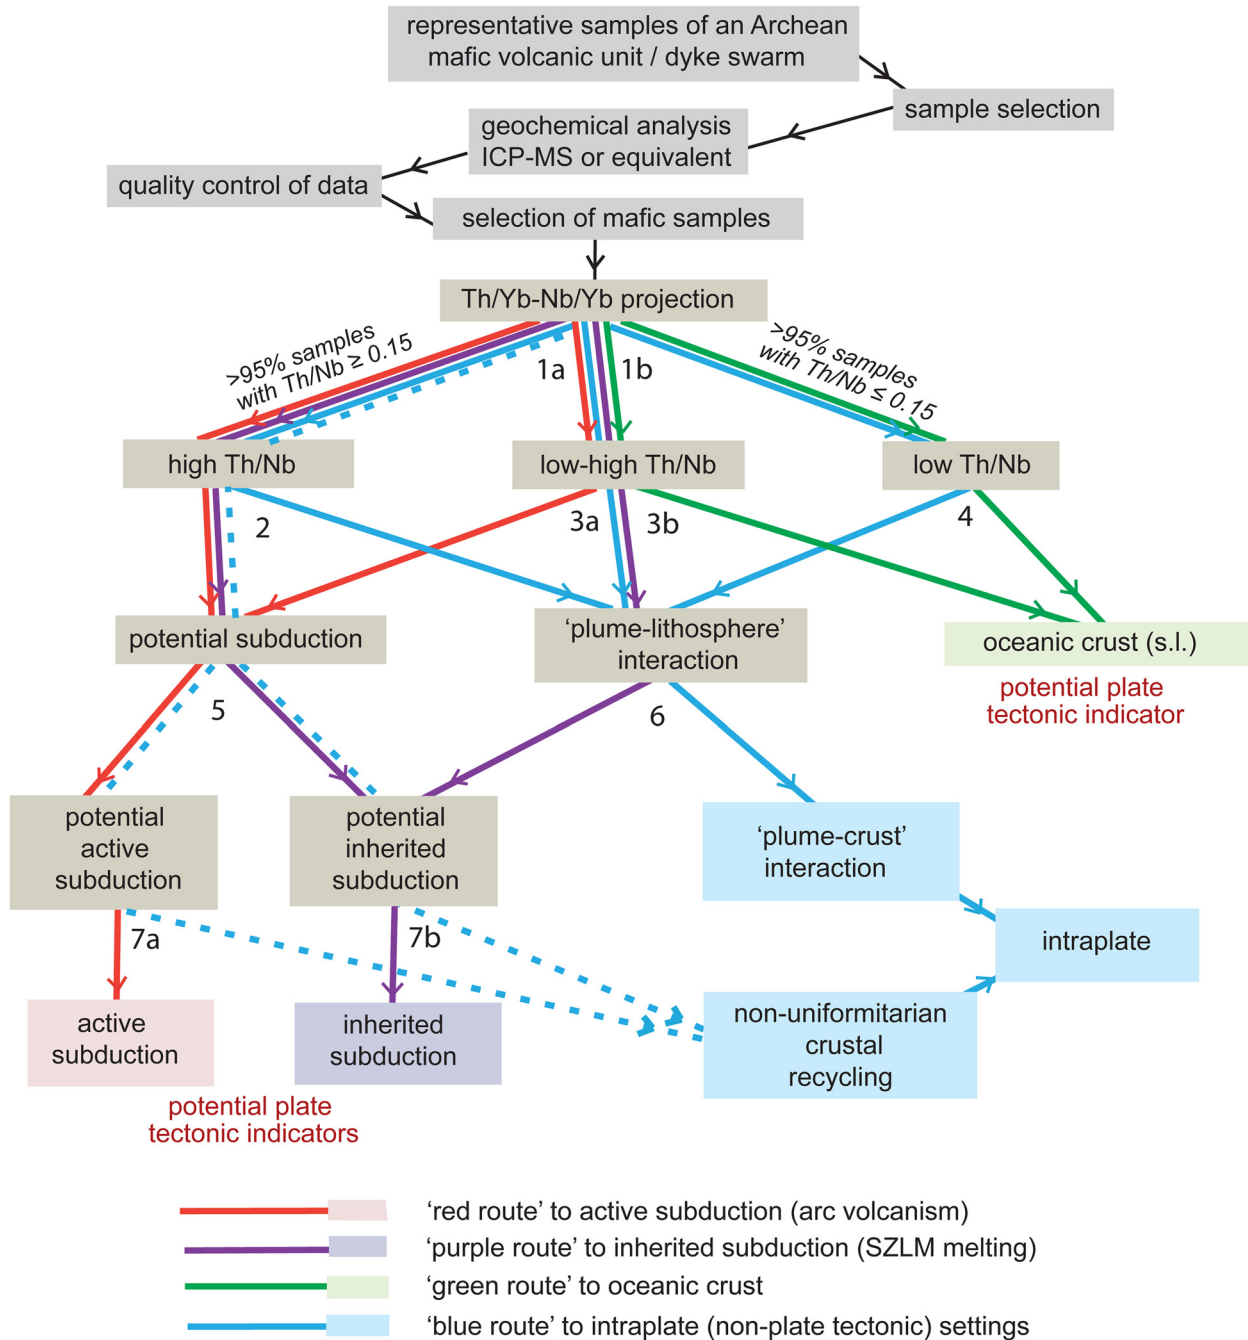 representative samples of an Archean
mafic volcanic unit / dyke swarm
sample selection
geochemical analysis
ICP-MS or equivalent
quality control of data
selection of mafic samples
Th/Yb-Nb/Yb projection
>95% samples
with Th/Nb ≥ 0.15
1a
1b
>95% samples
with Th/Nb ≤ 0.15
high Th/Nb
low-high Th/Nb
low Th/Nb
2
3a
3b
4
potential subduction
‘plume-lithosphere’
interaction
oceanic crust (s.l.)
potential plate
tectonic indicator
5
6
potential
active
subduction
potential
inherited
subduction
‘plume-crust’
interaction
intraplate
7a
7b
active
subduction
inherited
subduction
non-uniformitarian
crustal
recycling
potential plate
tectonic indicators
‘red route’ to active subduction (arc volcanism)
‘purple route’ to inherited subduction (SZLM melting)
‘green route’ to oceanic crust
‘blue route’ to intraplate (non-plate tectonic) settings